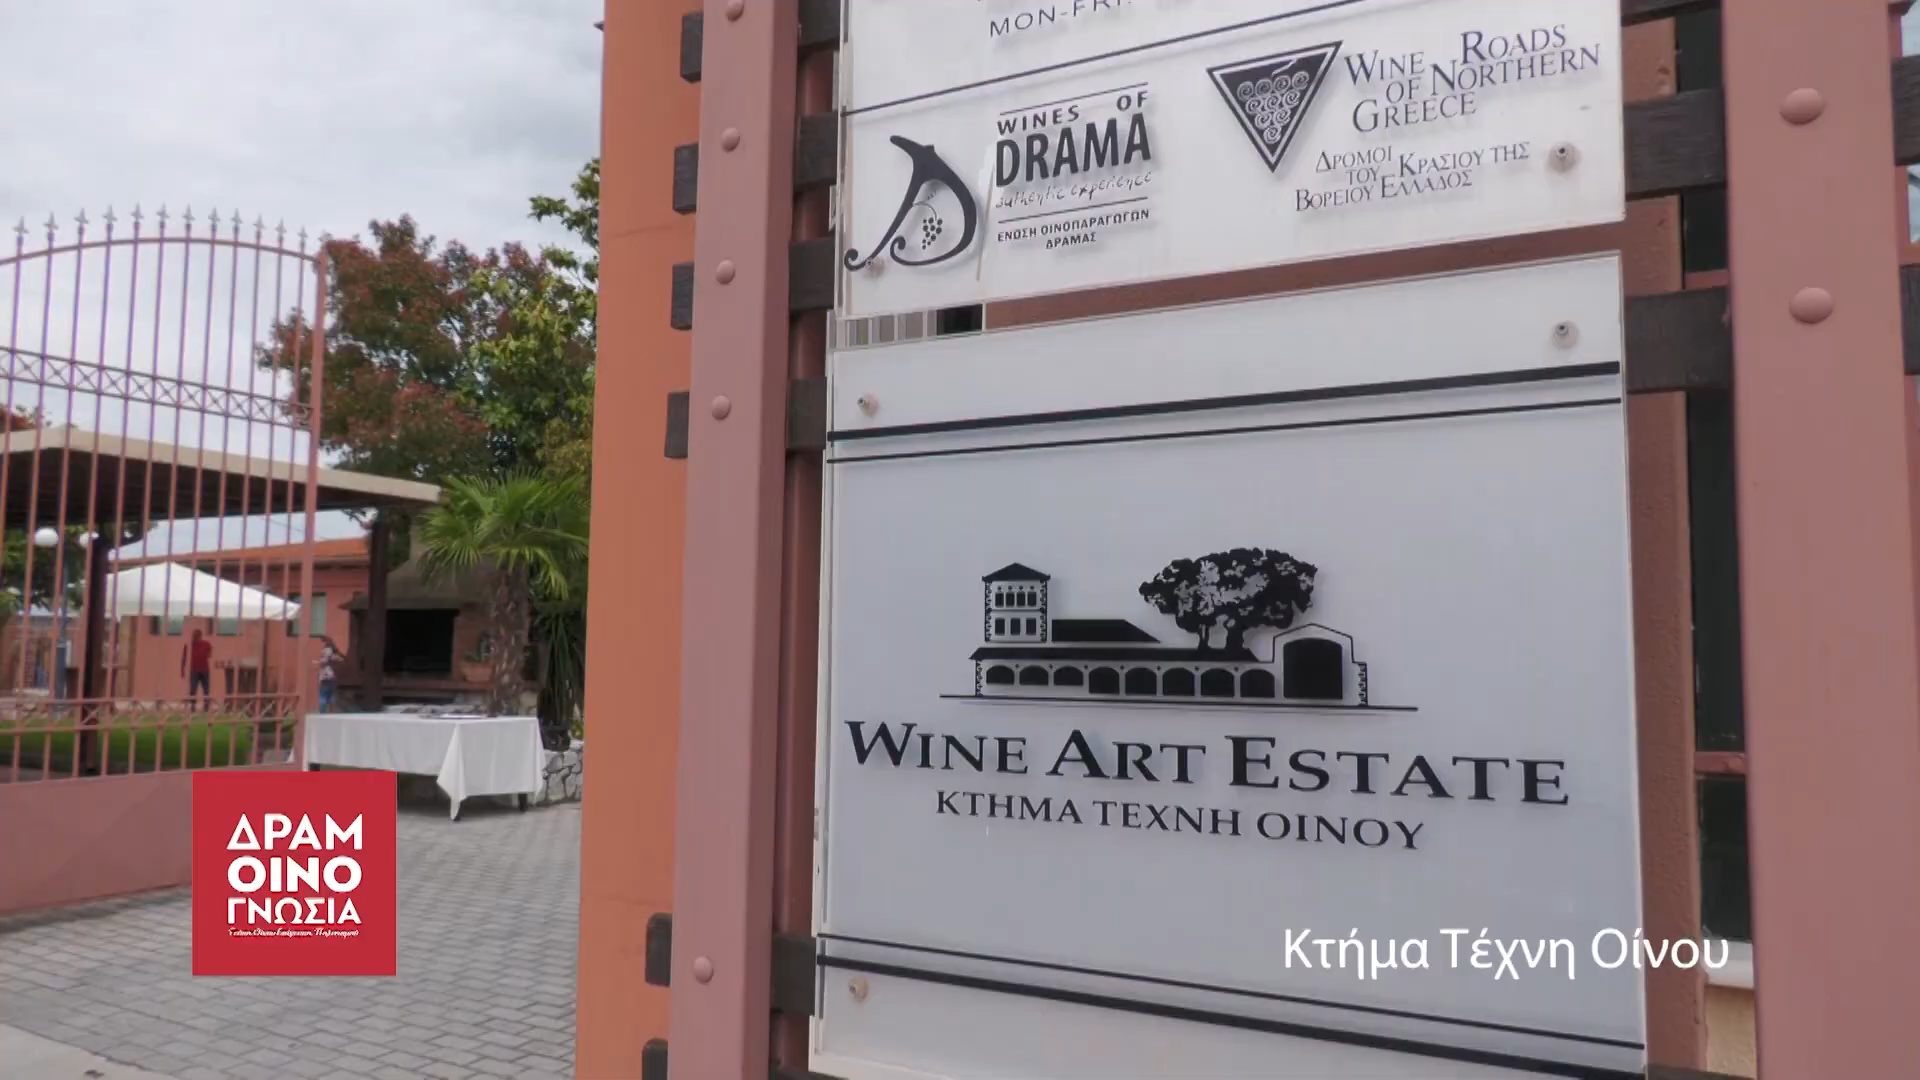 MON-FRI
WINES OF
DRAMA
authentic experience
ΕΝΩΣΗ ΟΙΝΟΠΑΡΑΓΩΓΩΝ
ΔΡΑΜΑΣ
WINE ROADS
OF NORTHERN
GREECE
ΔΡΟΜΟΙ
ΤΟΥ ΚΡΑΣΙΟΥ ΤΗΣ
ΒΟΡΕΙΟΥ ΕΛΛΑΔΟΣ
WINE ART ESTATE
ΚΤΗΜΑ ΤΕΧΝΗ ΟΙΝΟΥ
ΔΡΑΜ
ΟΙΝΟ
ΓΝΩΣΙΑ
Κτήμα Τέχνη Οίνου